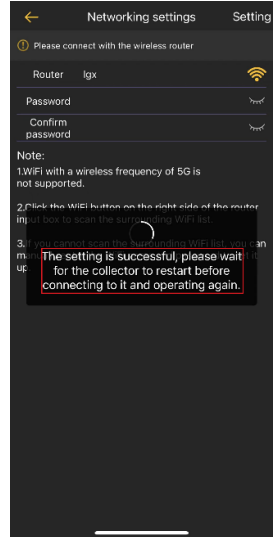 Networking settings Setting
Please connect with the wireless router
Router lgx
Password
Confirm
password
Note:
1.WiFi with a wireless frequency of 5G is
not supported.
2.Click the WiFi button on the right side of the router
input box to scan the surrounding WiFi list.
3.If you cannot scan the surrounding WiFi list, you can
The setting is successful, please wait
for the collector to restart before
connecting to it and operating again.
up.